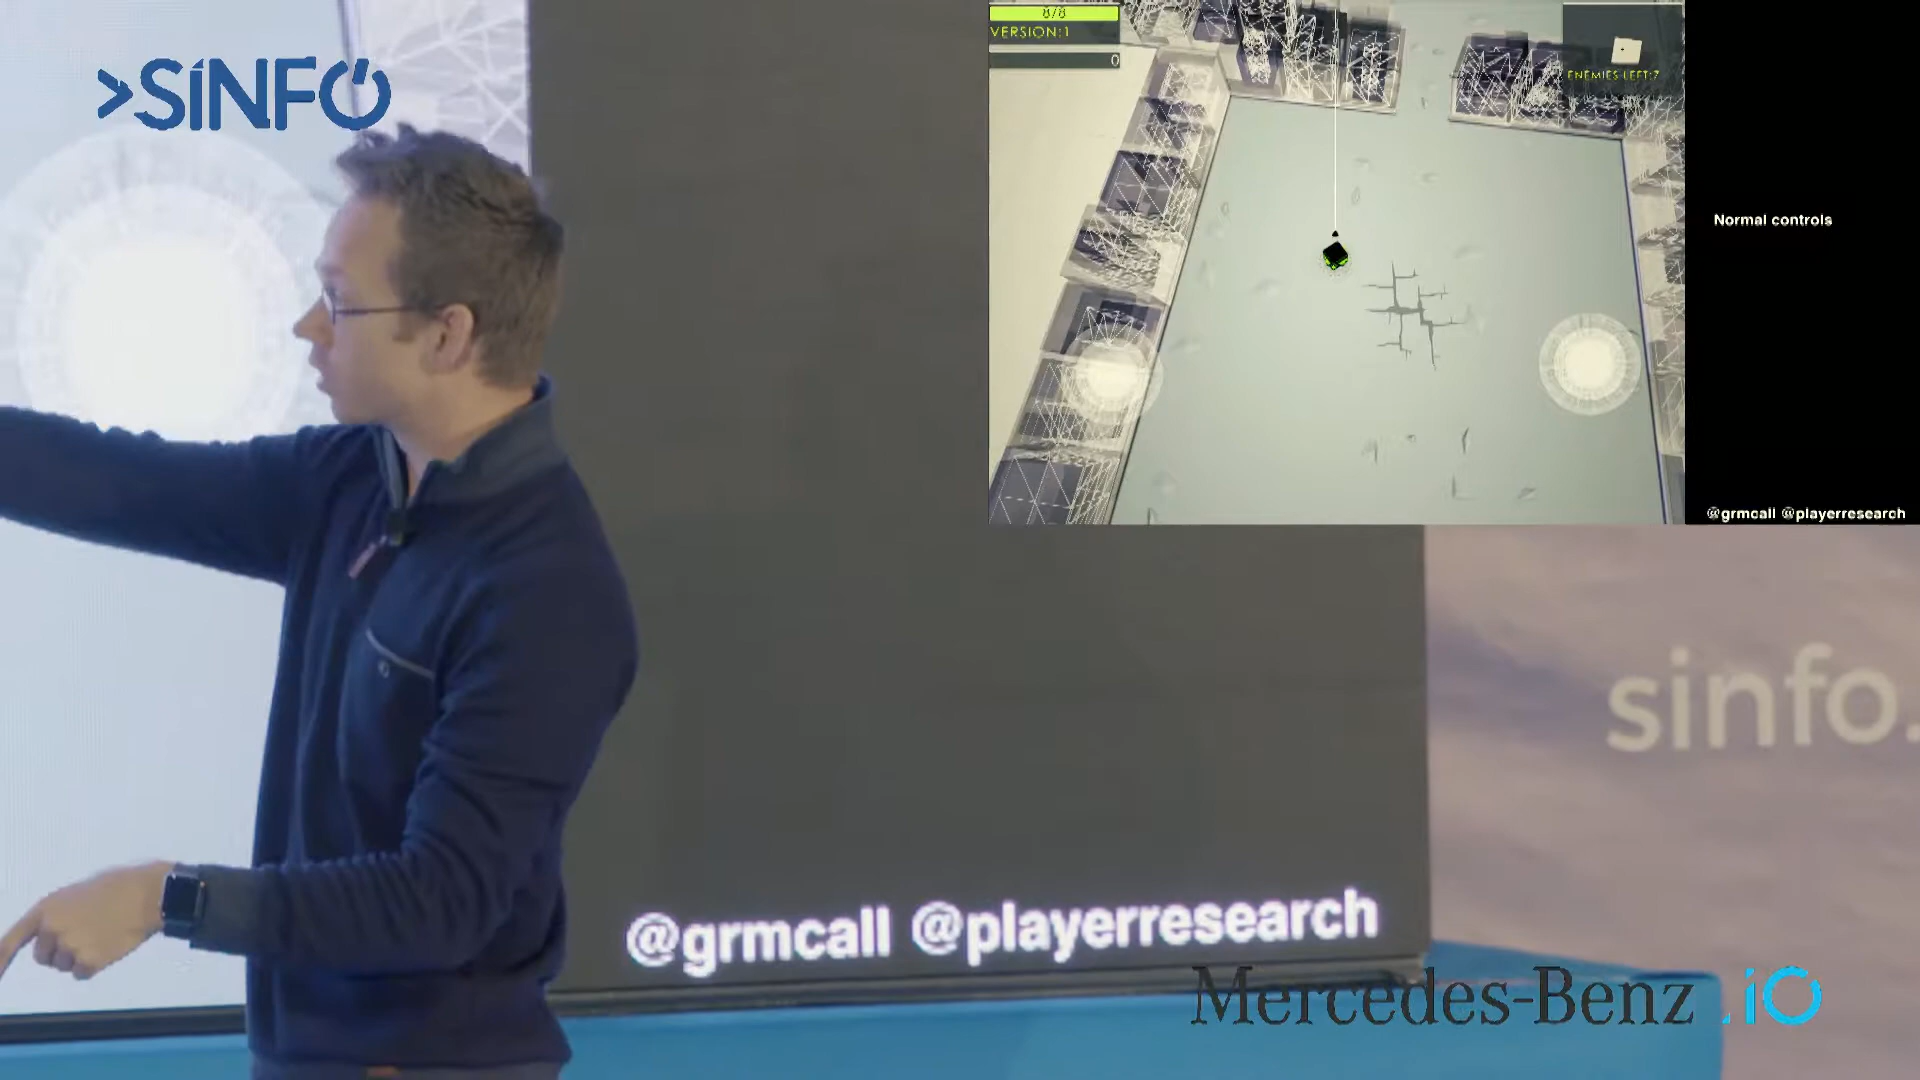 >SINFO
8/8
VERSION:1
0
ENEMIES LEFT:7
Normal controls
@grmcall @playerresearch
sinfo.
@grmcall @playerresearch
Mercedes-Benz .io